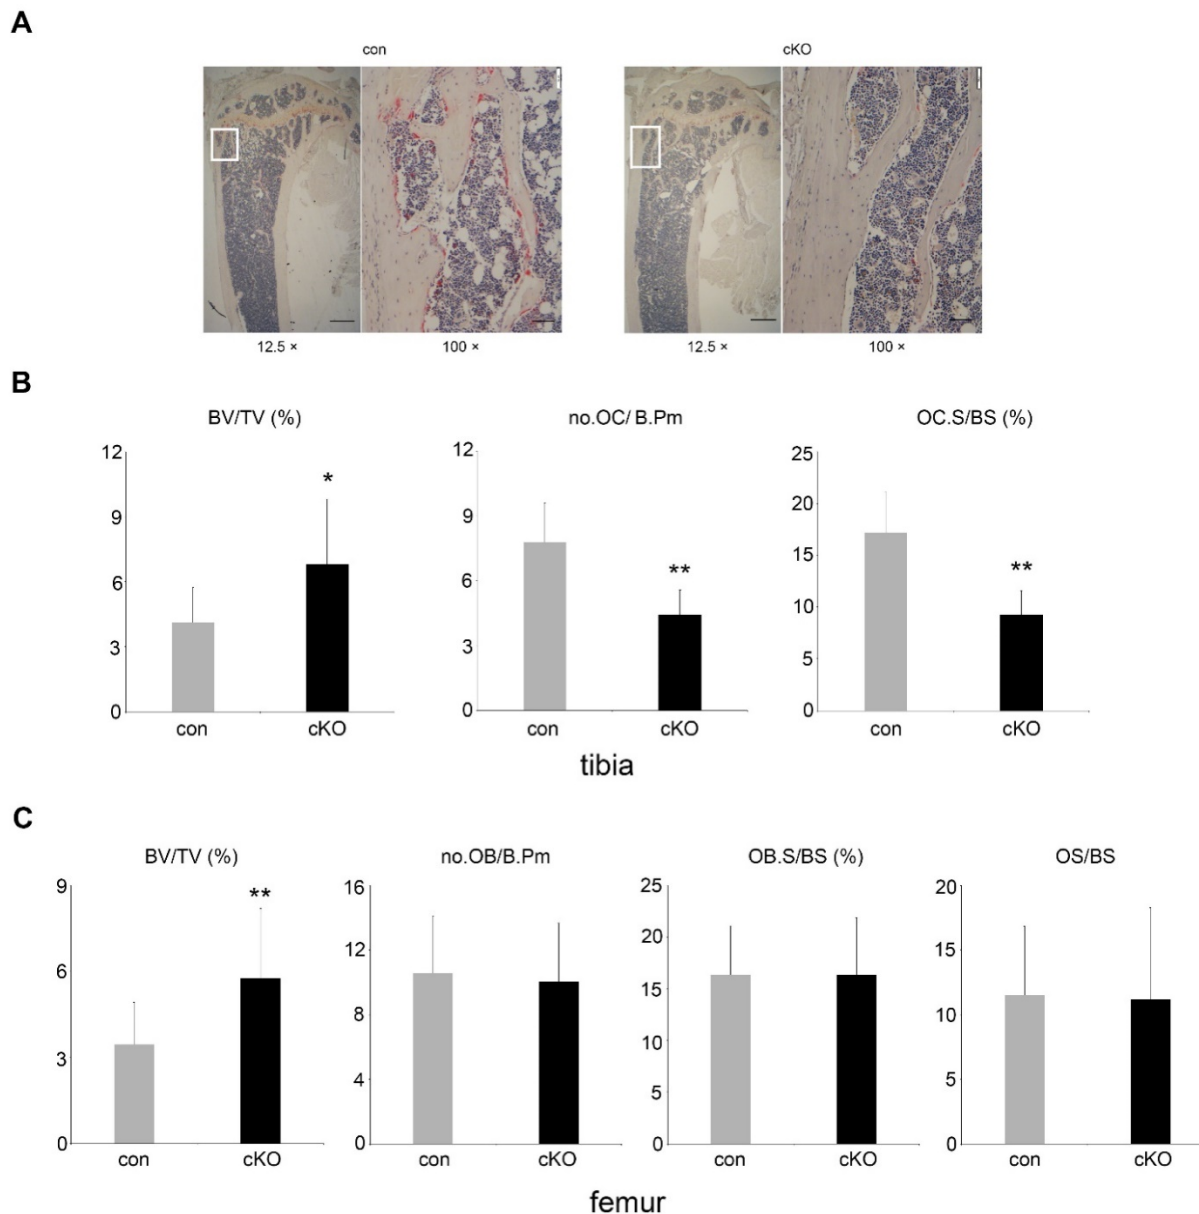 A
con cKO
12.5 × 100 × 12.5 × 100 ×
B
BV/TV (%) no.OC/ B.Pm OC.S/BS (%)
12 12 25
20
9 9
* 15
6 6 ** **
10
3 3
5
0 0 0
con cKO con cKO con cKO
tibia
C
BV/TV (%) no.OB/B.Pm OB.S/BS (%) OS/BS
9 ** 16 25 20
20
12 15
6
15
8 10
10
3
4 5 5
0 0 0 0
con cKO con cKO con cKO con cKO
femur